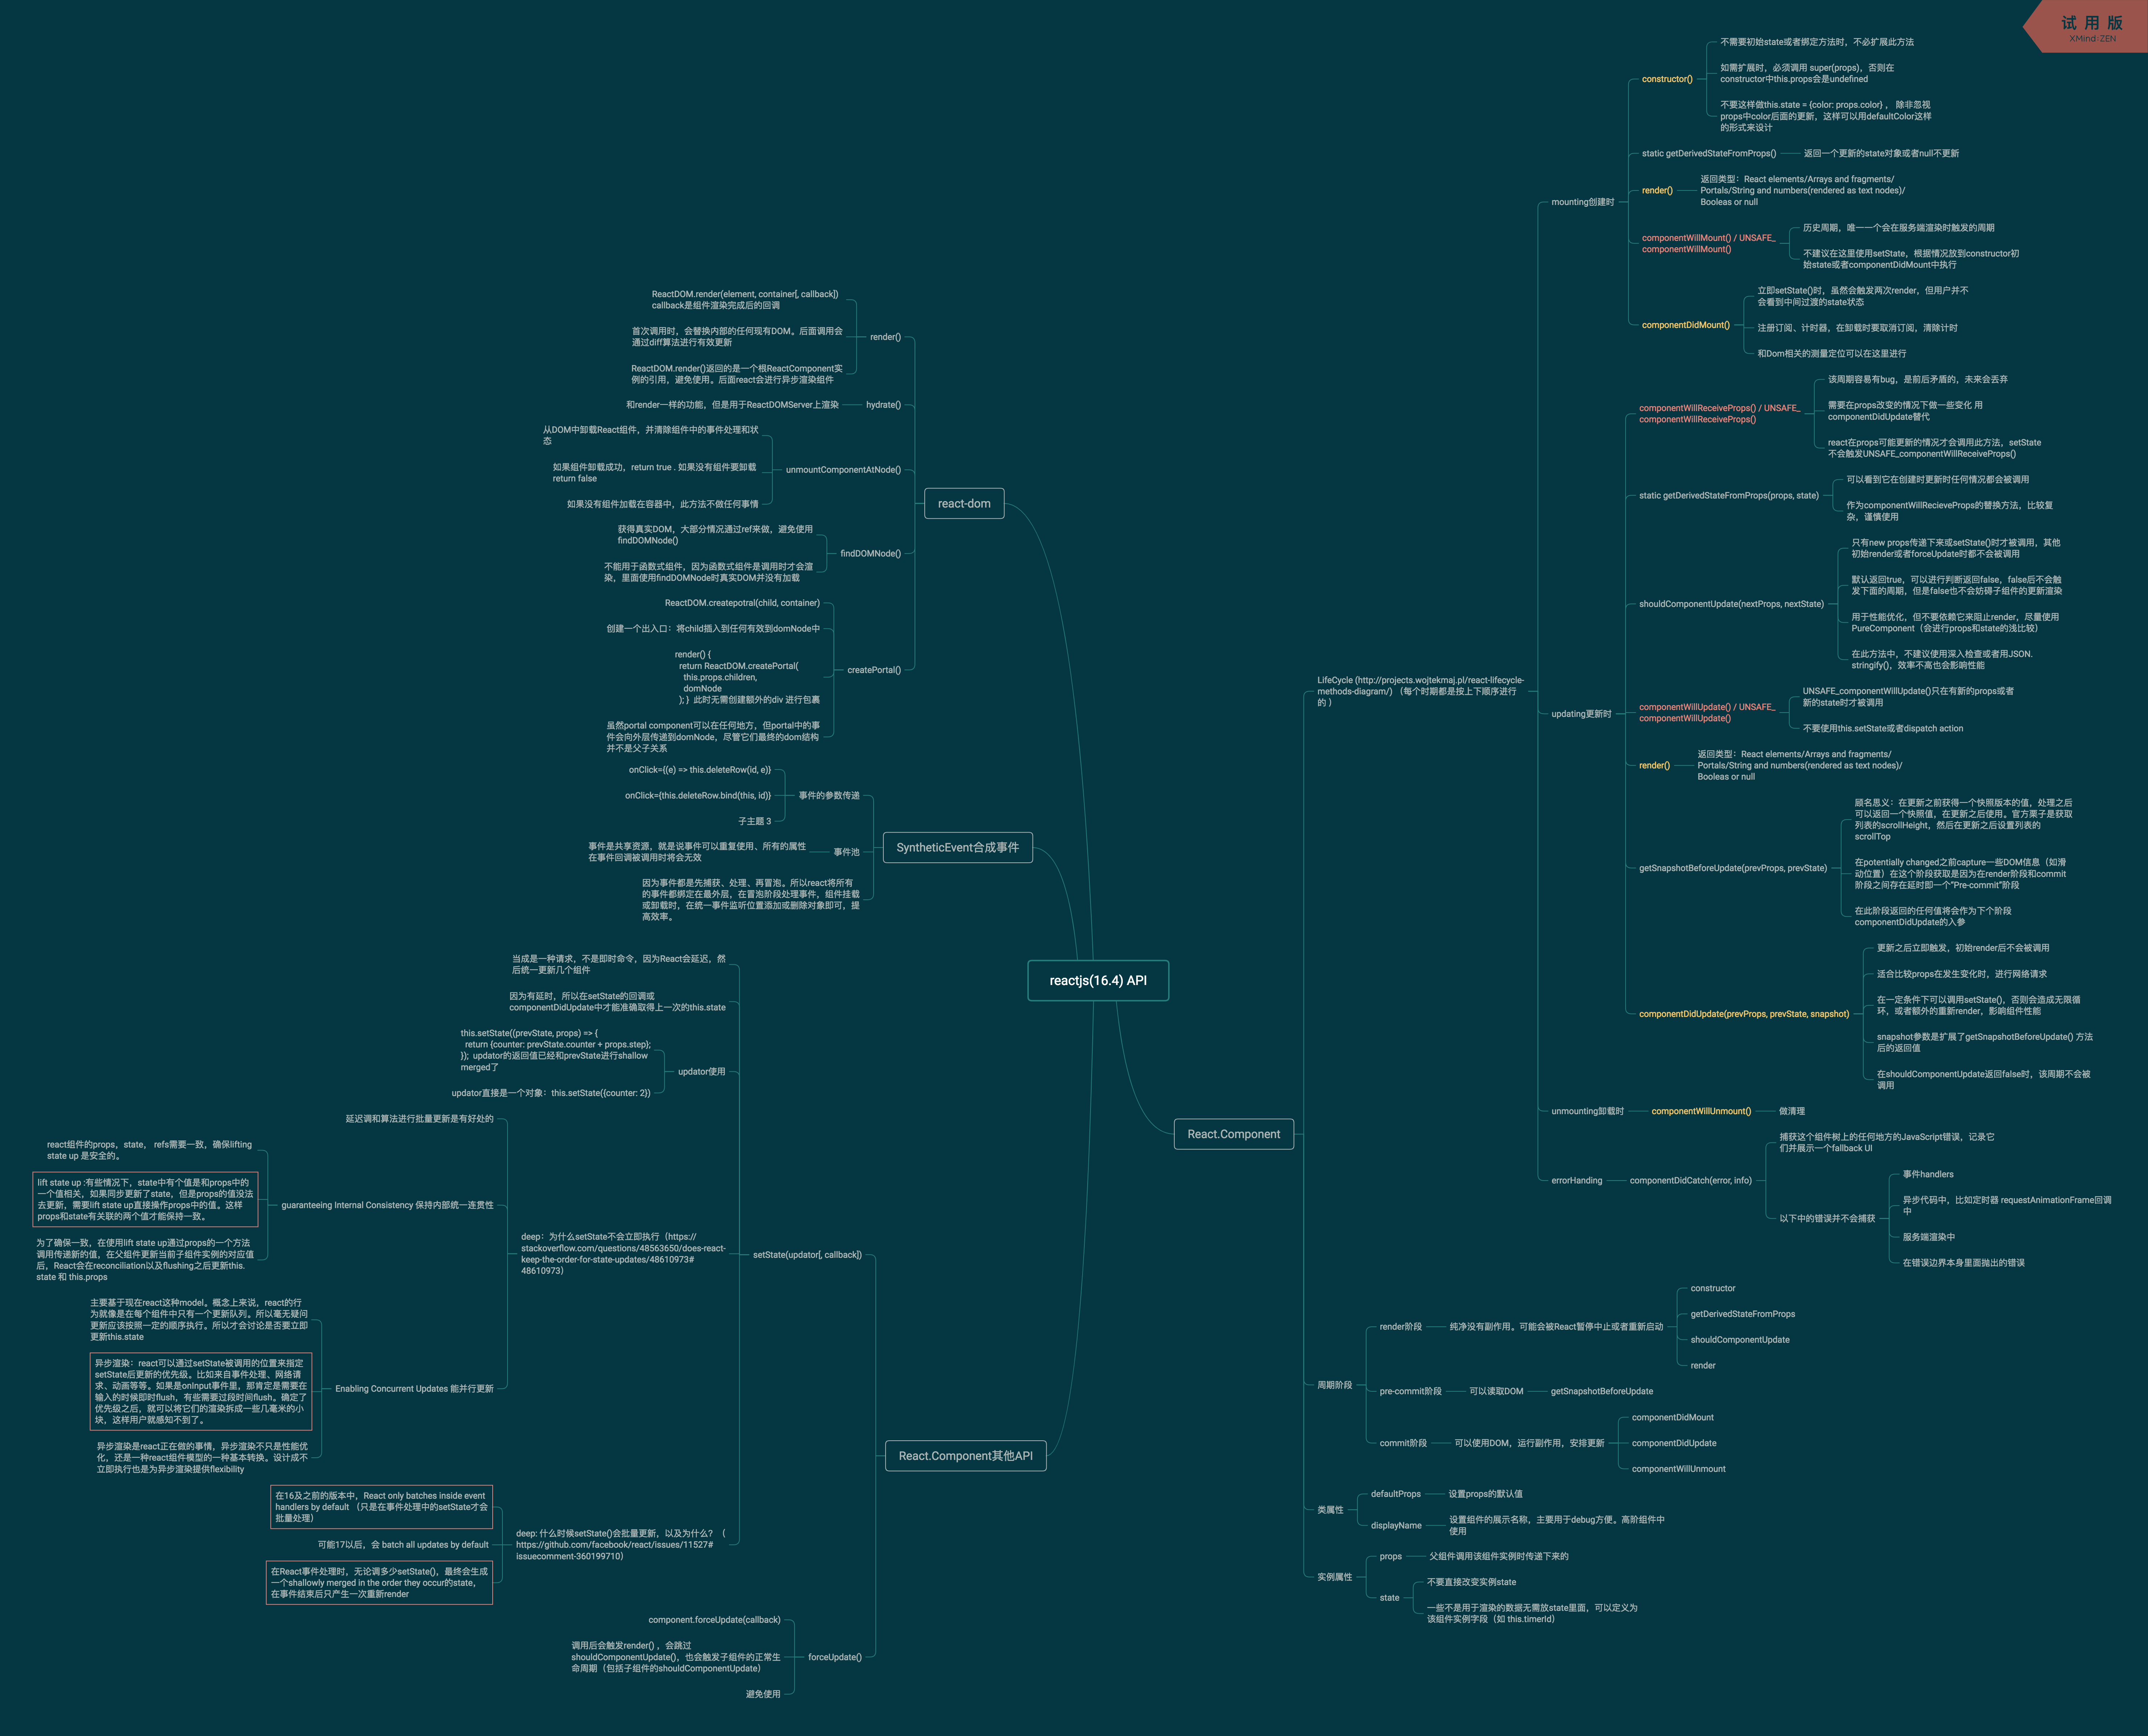 试 用 版
XMind:ZEN
reactjs(16.4) API
React.Component
LifeCycle (http://projects.wojtekmaj.pl/react-lifecycle-
methods-diagram/) （每个时期都是按上下顺序进行
的 ）
mounting创建时
constructor()
不需要初始state或者绑定方法时，不必扩展此方法
如需扩展时，必须调用 super(props)，否则在
constructor中this.props会是undefined
不要这样做this.state = {color: props.color} ， 除非忽视
props中color后面的更新，这样可以用defaultColor这样
的形式来设计
static getDerivedStateFromProps()
返回一个更新的state对象或者null不更新
render()
返回类型：React elements/Arrays and fragments/
Portals/String and numbers(rendered as text nodes)/
Booleas or null
componentWillMount() / UNSAFE_
componentWillMount()
历史周期，唯一一个会在服务端渲染时触发的周期
不建议在这里使用setState，根据情况放到constructor初
始state或者componentDidMount中执行
componentDidMount()
立即setState()时，虽然会触发两次render，但用户并不
会看到中间过渡的state状态
注册订阅、计时器，在卸载时要取消订阅，清除计时
和Dom相关的测量定位可以在这里进行
updating更新时
componentWillReceiveProps() / UNSAFE_
componentWillReceiveProps()
该周期容易有bug，是前后矛盾的，未来会丢弃
需要在props改变的情况下做一些变化 用
componentDidUpdate替代
react在props可能更新的情况才会调用此方法，setState
不会触发UNSAFE_componentWillReceiveProps()
static getDerivedStateFromProps(props, state)
可以看到它在创建时更新时任何情况都会被调用
作为componentWillRecieveProps的替换方法，比较复
杂，谨慎使用
shouldComponentUpdate(nextProps, nextState)
只有new props传递下来或setState()时才被调用，其他
初始render或者forceUpdate时都不会被调用
默认返回true，可以进行判断返回false，false后不会触
发下面的周期，但是false也不会妨碍子组件的更新渲染
用于性能优化，但不要依赖它来阻止render，尽量使用
PureComponent（会进行props和state的浅比较）
在此方法中，不建议使用深入检查或者用JSON.
stringify()，效率不高也会影响性能
componentWillUpdate() / UNSAFE_
componentWillUpdate()
UNSAFE_componentWillUpdate()只在有新的props或者
新的state时才被调用
不要使用this.setState或者dispatch action
render()
返回类型：React elements/Arrays and fragments/
Portals/String and numbers(rendered as text nodes)/
Booleas or null
getSnapshotBeforeUpdate(prevProps, prevState)
顾名思义：在更新之前获得一个快照版本的值，处理之后
可以返回一个快照值，在更新之后使用。官方栗子是获取
列表的scrollHeight，然后在更新之后设置列表的
scrollTop
在potentially changed之前capture一些DOM信息（如滑
动位置）在这个阶段获取是因为在render阶段和commit
阶段之间存在延时即一个“Pre-commit”阶段
在此阶段返回的任何值将会作为下个阶段
componentDidUpdate的入参
componentDidUpdate(prevProps, prevState, snapshot)
更新之后立即触发，初始render后不会被调用
适合比较props在发生变化时，进行网络请求
在一定条件下可以调用setState()，否则会造成无限循
环，或者额外的重新render，影响组件性能
snapshot参数是扩展了getSnapshotBeforeUpdate() 方法
后的返回值
在shouldComponentUpdate返回false时，该周期不会被
调用
unmounting卸载时
componentWillUnmount()
做清理
errorHanding
componentDidCatch(error, info)
捕获这个组件树上的任何地方的JavaScript错误，记录它
们并展示一个fallback UI
以下中的错误并不会捕获
事件handlers
异步代码中，比如定时器 requestAnimationFrame回调
中
服务端渲染中
在错误边界本身里面抛出的错误
周期阶段
render阶段
纯净没有副作用。可能会被React暂停中止或者重新启动
constructor
getDerivedStateFromProps
shouldComponentUpdate
render
pre-commit阶段
可以读取DOM
getSnapshotBeforeUpdate
commit阶段
可以使用DOM，运行副作用，安排更新
componentDidMount
componentDidUpdate
componentWillUnmount
类属性
defaultProps
设置props的默认值
displayName
设置组件的展示名称，主要用于debug方便。高阶组件中
使用
实例属性
props
父组件调用该组件实例时传递下来的
state
不要直接改变实例state
一些不是用于渲染的数据无需放state里面，可以定义为
该组件实例字段（如 this.timerId）
react-dom
render()
ReactDOM.render(element, container[, callback])
callback是组件渲染完成后的回调
首次调用时，会替换内部的任何现有DOM。后面调用会
通过diff算法进行有效更新
ReactDOM.render()返回的是一个根ReactComponent实
例的引用，避免使用。后面react会进行异步渲染组件
hydrate()
和render一样的功能，但是用于ReactDOMServer上渲染
unmountComponentAtNode()
从DOM中卸载React组件，并清除组件中的事件处理和状
态
如果组件卸载成功，return true . 如果没有组件要卸载
return false
如果没有组件加载在容器中，此方法不做任何事情
findDOMNode()
获得真实DOM，大部分情况通过ref来做，避免使用
findDOMNode()
不能用于函数式组件，因为函数式组件是调用时才会渲
染，里面使用findDOMNode时真实DOM并没有加载
createPortal()
ReactDOM.createpotral(child, container)
创建一个出入口：将child插入到任何有效到domNode中
render() {
return ReactDOM.createPortal(
this.props.children,
domNode
); } 此时无需创建额外的div 进行包裹
虽然portal component可以在任何地方，但portal中的事
件会向外层传递到domNode，尽管它们最终的dom结构
并不是父子关系
SyntheticEvent合成事件
事件的参数传递
onClick={(e) => this.deleteRow(id, e)}
onClick={this.deleteRow.bind(this, id)}
子主题 3
事件池
事件是共享资源，就是说事件可以重复使用、所有的属性
在事件回调被调用时将会无效
因为事件都是先捕获、处理、再冒泡。所以react将所有
的事件都绑定在最外层，在冒泡阶段处理事件，组件挂载
或卸载时，在统一事件监听位置添加或删除对象即可，提
高效率。
React.Component其他API
setState(updator[, callback])
当成是一种请求，不是即时命令，因为React会延迟，然
后统一更新几个组件
因为有延时，所以在setState的回调或
componentDidUpdate中才能准确取得上一次的this.state
updator使用
this.setState((prevState, props) => {
return {counter: prevState.counter + props.step};
}); updator的返回值已经和prevState进行shallow
merged了
updator直接是一个对象：this.setState({counter: 2})
deep：为什么setState不会立即执行（https://
stackoverflow.com/questions/48563650/does-react-
keep-the-order-for-state-updates/48610973#
48610973）
延迟调和算法进行批量更新是有好处的
guaranteeing Internal Consistency 保持内部统一连贯性
react组件的props，state， refs需要一致，确保lifting
state up 是安全的。
lift state up :有些情况下，state中有个值是和props中的
一个值相关，如果同步更新了state，但是props的值没法
去更新，需要lift state up直接操作props中的值。这样
props和state有关联的两个值才能保持一致。
为了确保一致，在使用lift state up通过props的一个方法
调用传递新的值，在父组件更新当前子组件实例的对应值
后，React会在reconciliation以及flushing之后更新this.
state 和 this.props
Enabling Concurrent Updates 能并行更新
主要基于现在react这种model。概念上来说，react的行
为就像是在每个组件中只有一个更新队列。所以毫无疑问
更新应该按照一定的顺序执行。所以才会讨论是否要立即
更新this.state
异步渲染：react可以通过setState被调用的位置来指定
setState后更新的优先级。比如来自事件处理、网络请
求、动画等等。如果是onInput事件里，那肯定是需要在
输入的时候即时flush，有些需要过段时间flush。确定了
优先级之后，就可以将它们的渲染拆成一些几毫米的小
块，这样用户就感知不到了。
异步渲染是react正在做的事情，异步渲染不只是性能优
化，还是一种react组件模型的一种基本转换。设计成不
立即执行也是为异步渲染提供flexibility
deep: 什么时候setState()会批量更新，以及为什么？（
https://github.com/facebook/react/issues/11527#
issuecomment-360199710）
在16及之前的版本中，React only batches inside event
handlers by default （只是在事件处理中的setState才会
批量处理）
可能17以后，会 batch all updates by default
在React事件处理时，无论调多少setState()，最终会生成
一个shallowly merged in the order they occur的state，
在事件结束后只产生一次重新render
forceUpdate()
component.forceUpdate(callback)
调用后会触发render() ，会跳过
shouldComponentUpdate()，也会触发子组件的正常生
命周期（包括子组件的shouldComponentUpdate）
避免使用